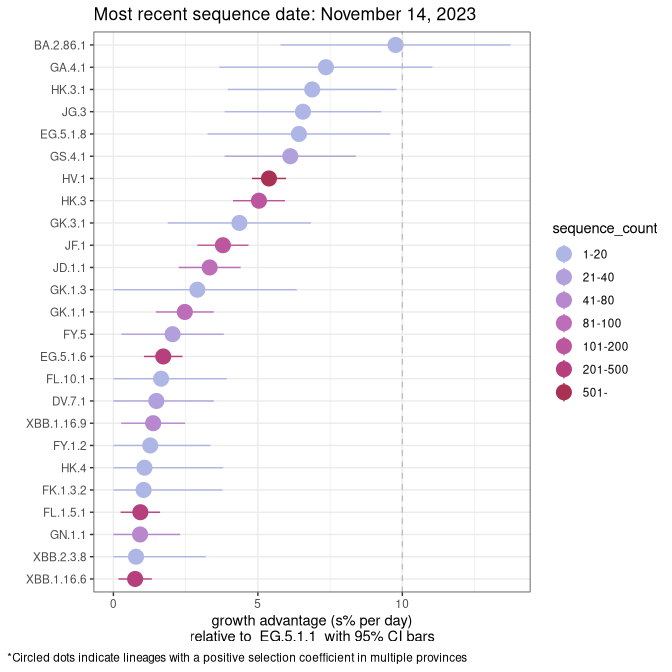 Most recent sequence date: November 14, 2023
BA.2.86.1
GA.4.1
HK.3.1
JG.3
EG.5.1.8
GS.4.1
HV.1
HK.3
GK.3.1
JF.1
JD.1.1
GK.1.3
GK.1.1
FY.5
EG.5.1.6
FL.10.1
DV.7.1
XBB.1.16.9
FY.1.2
HK.4
FK.1.3.2
FL.1.5.1
GN.1.1
XBB.2.3.8
XBB.1.16.6
0 5 10
growth advantage (s% per day)
relative to EG.5.1.1 with 95% CI bars
sequence_count
1-20
21-40
41-80
81-100
101-200
201-500
501-
*Circled dots indicate lineages with a positive selection coefficient in multiple provinces